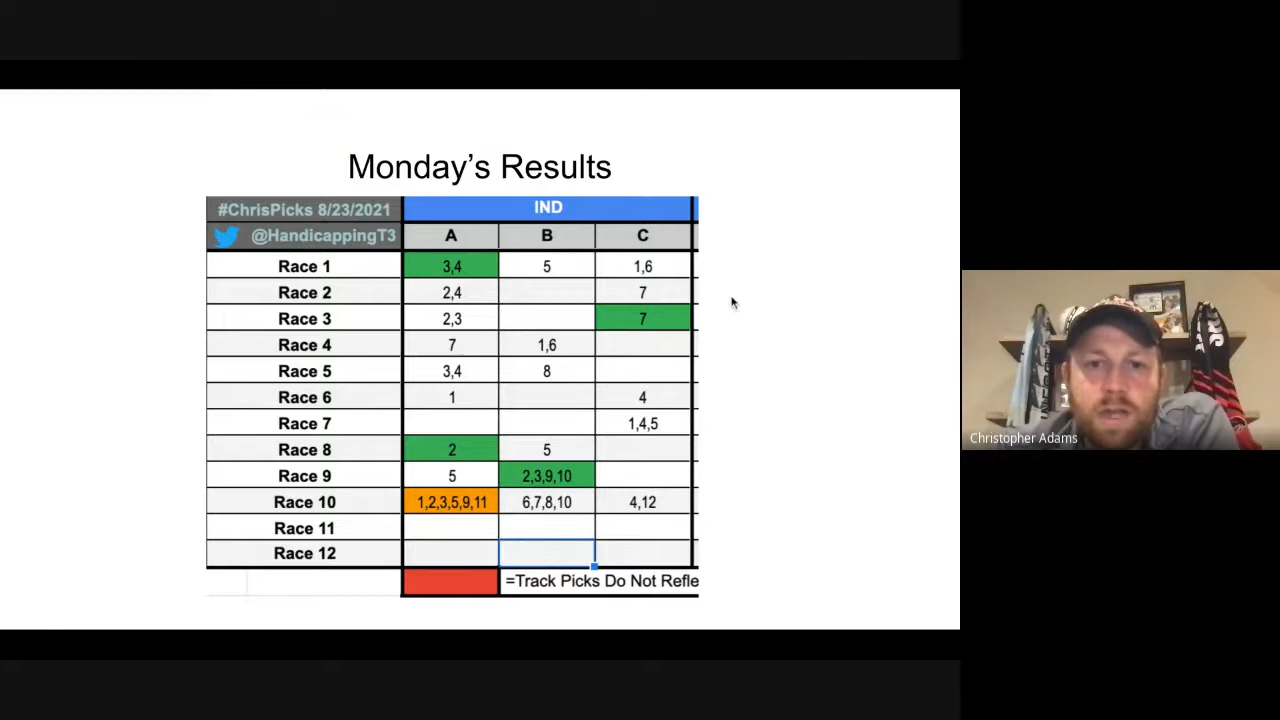 Monday's Results
#ChrisPicks 8/23/2021 IND
@HandicappingT3 A B C
Race 1 3,4 5 1,6
Race 2 2,4 7
Race 3 2,3 7
Race 4 7 1,6
Race 5 3,4 8
Race 6 1 4
Race 7 1,4,5
Race 8 2 5
Race 9 5 2,3,9,10
Race 10 1,2,3,5,9,11 6,7,8,10 4,12
Race 11
Race 12
=Track Picks Do Not Refle
Christopher Adams